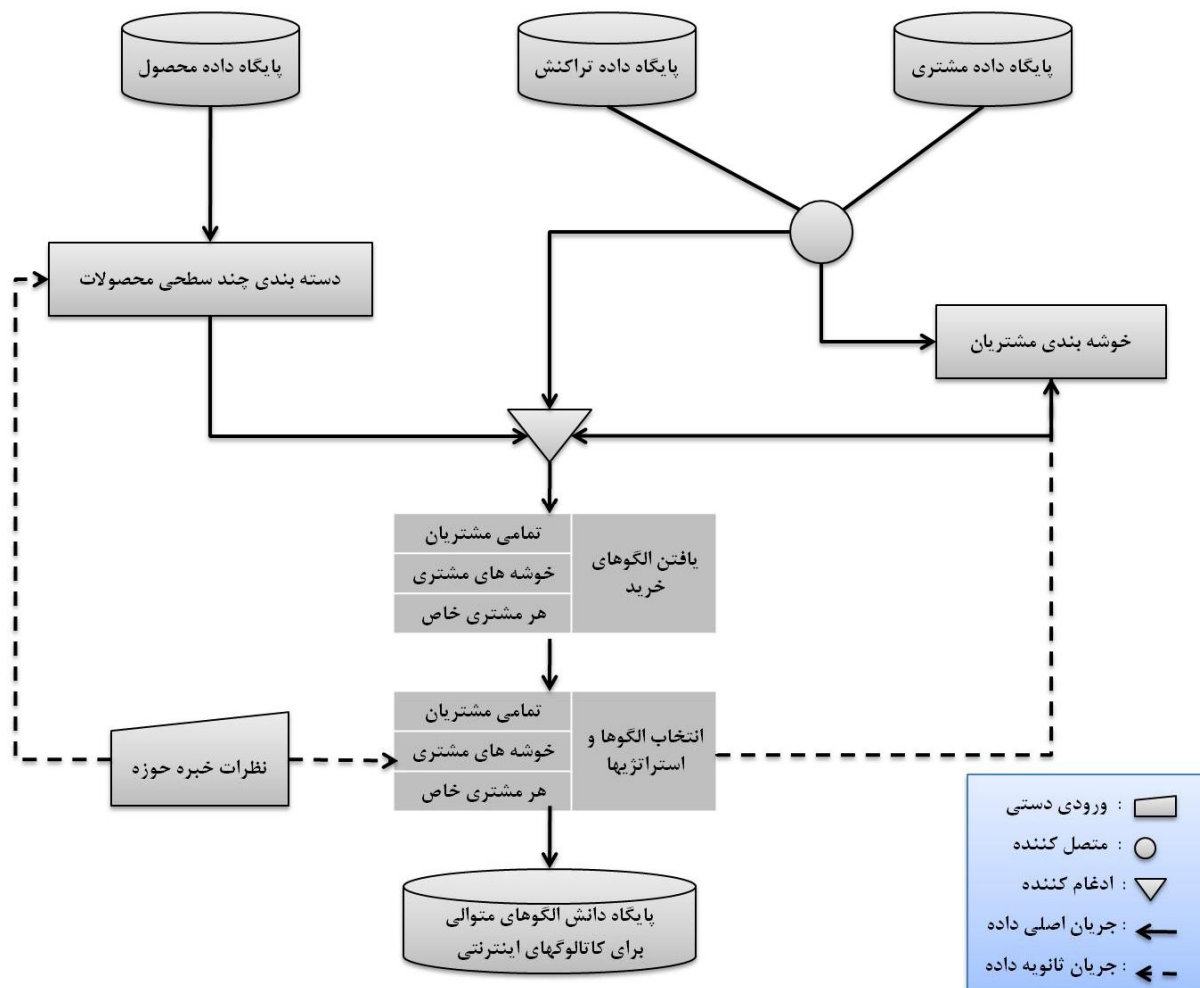 پایگاه داده مشتری
پایگاه داده تراکنش
پایگاه داده محصول
دسته بندی چند سطحی محصولات
خوشه بندی مشتریان
یافتن الگوهای
خرید
تمامی مشتریان
خوشه های مشتری
هر مشتری خاص
انتخاب الگوها و
استراتژیها
تمامی مشتریان
خوشه های مشتری
هر مشتری خاص
نظرات خبره حوزه
پایگاه دانش الگوهای متوالی
برای کاتالوگهای اینترنتی
: ورودی دستی
: متصل کننده
: ادغام کننده
: جریان اصلی داده
: جریان ثانویه داده